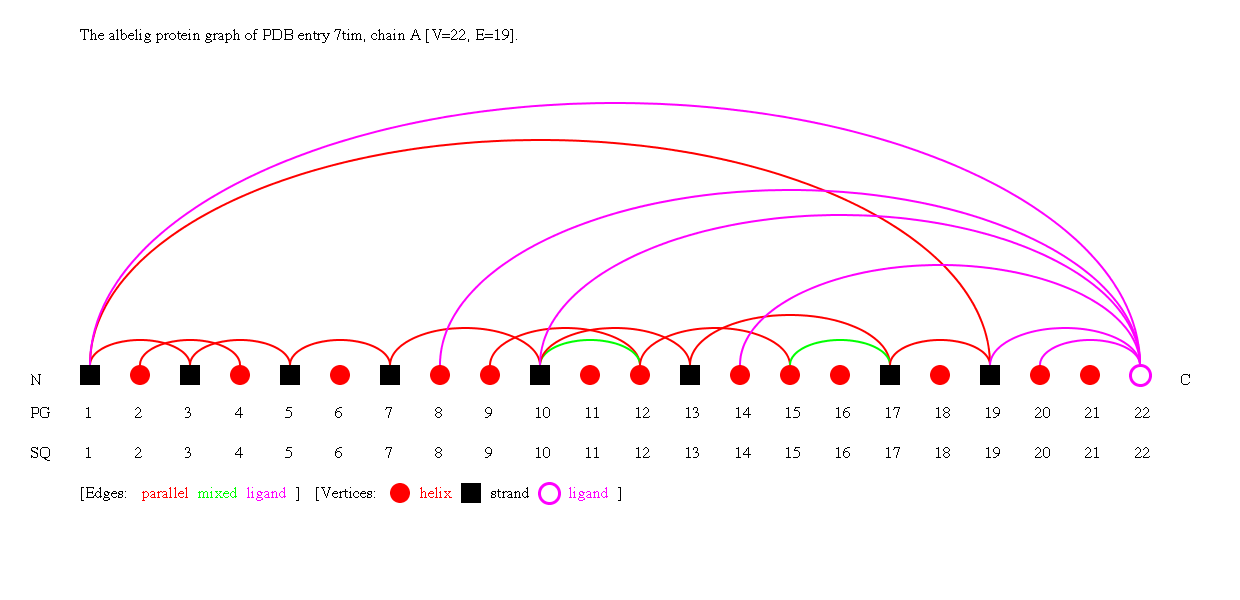 The albelig protein graph of PDB entry 7tim, chain A [V=22, E=19].
N C
PG 1 2 3 4 5 6 7 8 9 10 11 12 13 14 15 16 17 18 19 20 21 22
SQ 1 2 3 4 5 6 7 8 9 10 11 12 13 14 15 16 17 18 19 20 21 22
[Edges: parallel mixed ligand ] [Vertices: helix strand ligand ]